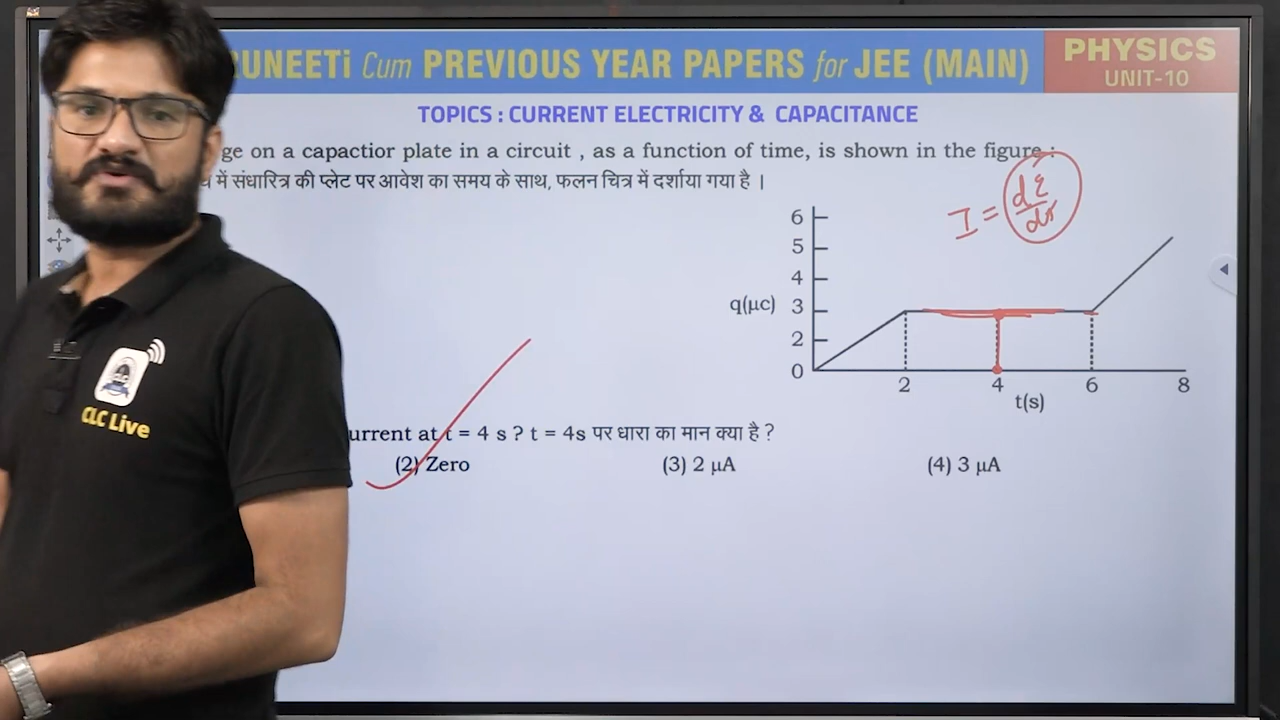 RUNEETi Cum PREVIOUS YEAR PAPERS for JEE (MAIN)
PHYSICS
UNIT-10
TOPICS : CURRENT ELECTRICITY & CAPACITANCE
ge on a capactior plate in a circuit , as a function of time, is shown in the figure :
में संधारित्र की प्लेट पर आवेश का समय के साथ, फलन चित्र में दर्शाया गया है ।
I =
6
5
4
q(μc) 3
2
0
2 4 6 8
t(s)
urrent at t = 4 s ? t = 4s पर धारा का मान क्या है ?
(2) Zero (3) 2 μA (4) 3 μA
CLC Live